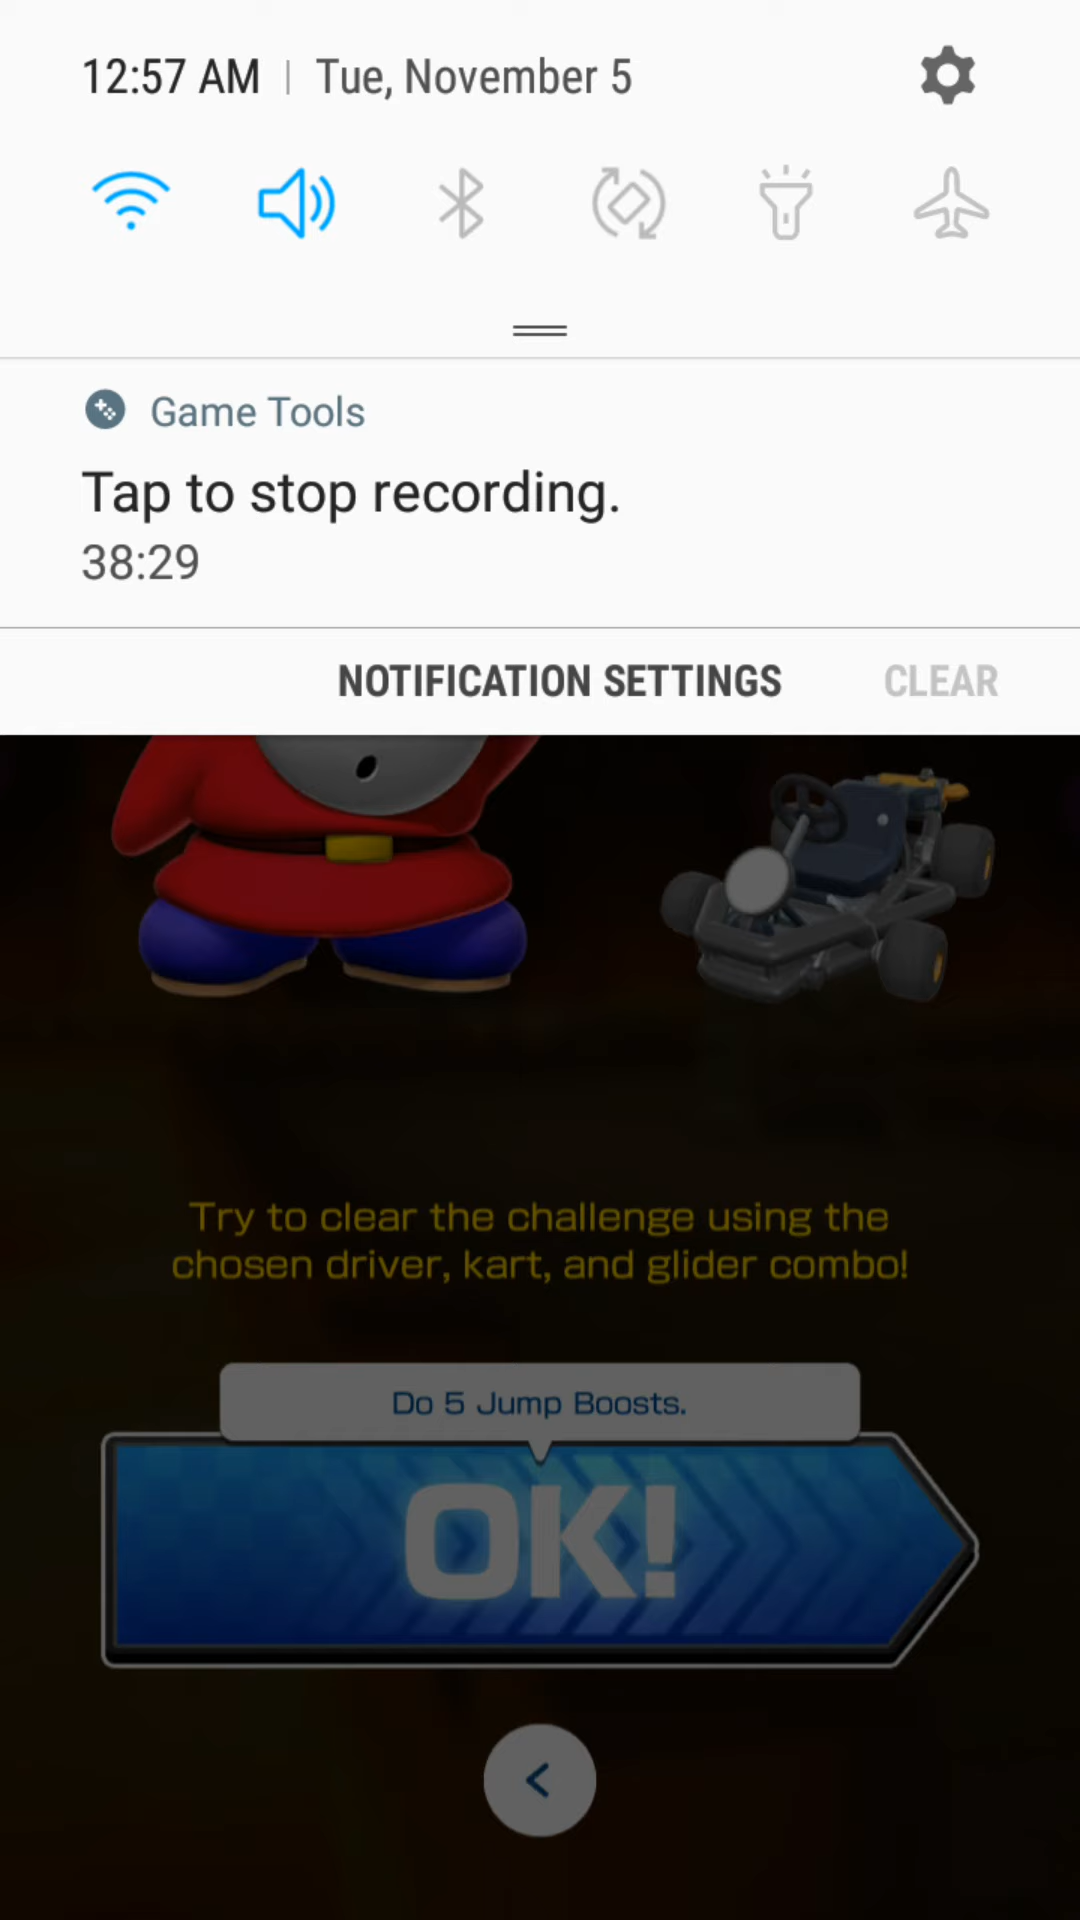 12:57 AM | Tue, November 5
Game Tools
Tap to stop recording.
38:29
NOTIFICATION SETTINGS CLEAR
Try to clear the challenge using the
chosen driver, kart, and glider combo!
Do 5 Jump Boosts.
OK!